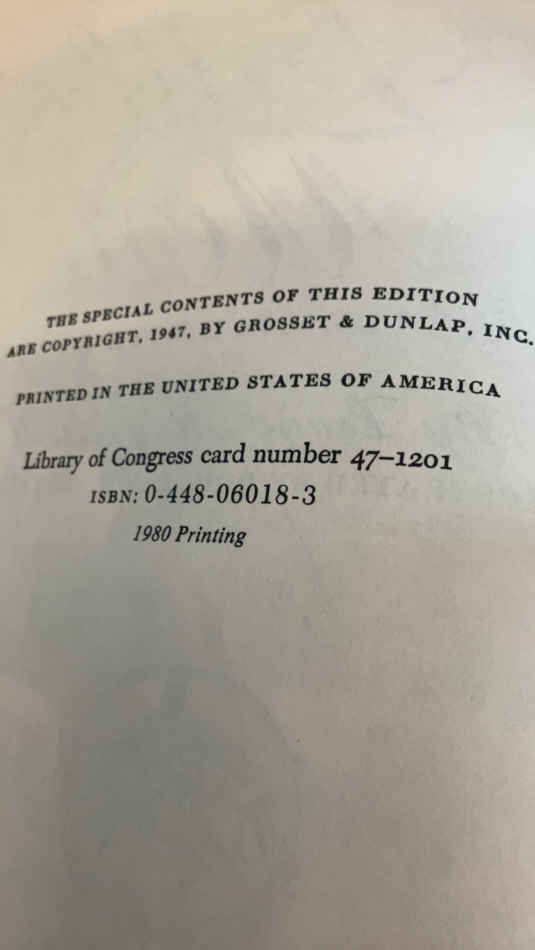 THE SPECIAL CONTENTS OF THIS EDITION
ARE COPYRIGHT, 1947, BY GROSSET & DUNLAP, INC.
PRINTED IN THE UNITED STATES OF AMERICA
Library of Congress card number 47–1201
ISBN: 0-448-06018-3
1980 Printing